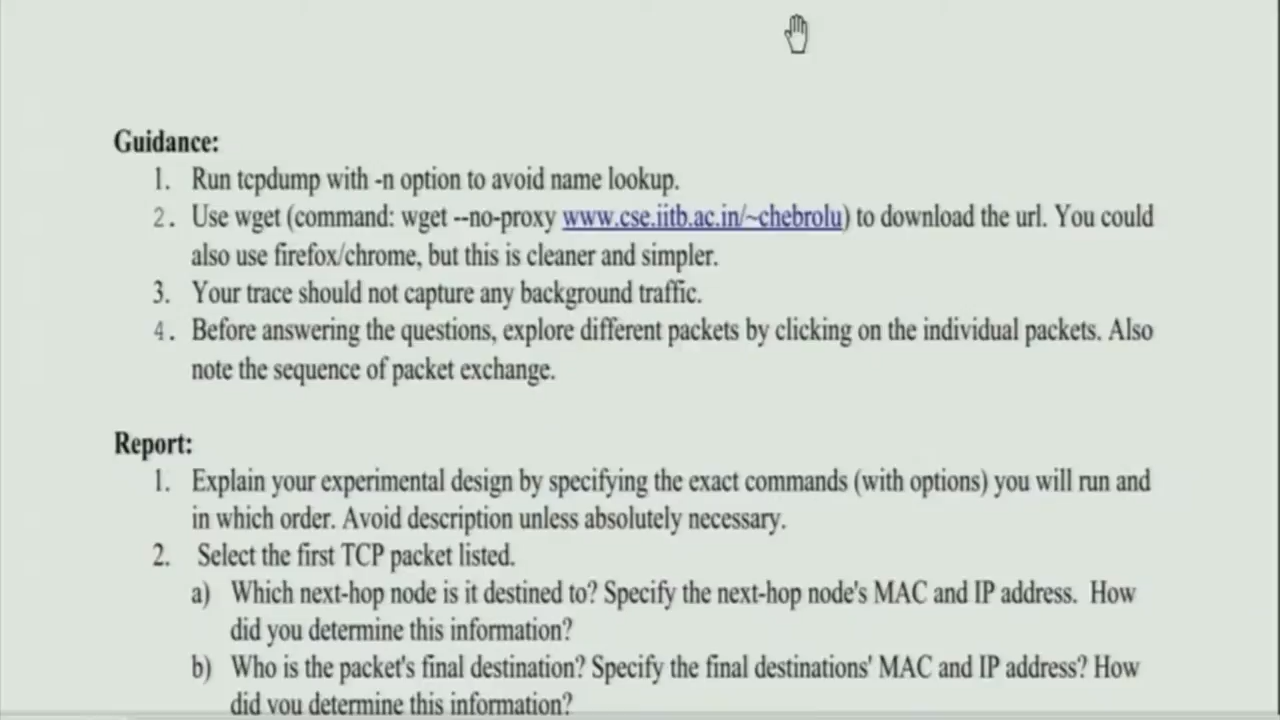 Guidance:
1. Run tcpdump with -n option to avoid name lookup.
2. Use wget (command: wget --no-proxy www.cse.iitb.ac.in/~chebrolu) to download the url. You could
also use firefox/chrome, but this is cleaner and simpler.
3. Your trace should not capture any background traffic.
4. Before answering the questions, explore different packets by clicking on the individual packets. Also
note the sequence of packet exchange.
Report:
1. Explain your experimental design by specifying the exact commands (with options) you will run and
in which order. Avoid description unless absolutely necessary.
2. Select the first TCP packet listed.
a) Which next-hop node is it destined to? Specify the next-hop node's MAC and IP address. How
did you determine this information?
b) Who is the packet's final destination? Specify the final destinations' MAC and IP address? How
did you determine this information?